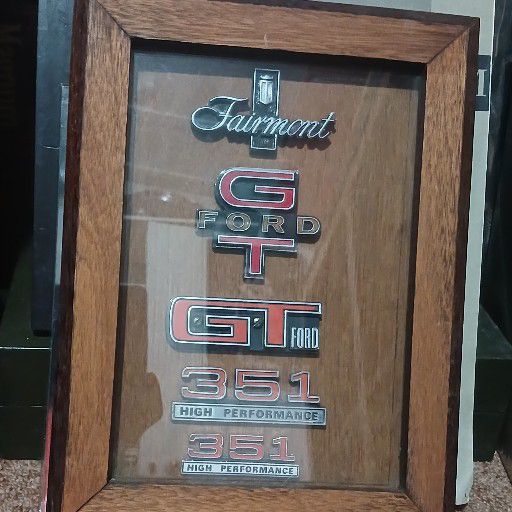 Fairmont
G
FORD
T
GT FORD
351
HIGH PERFORMANCE
351
HIGH PERFORMANCE